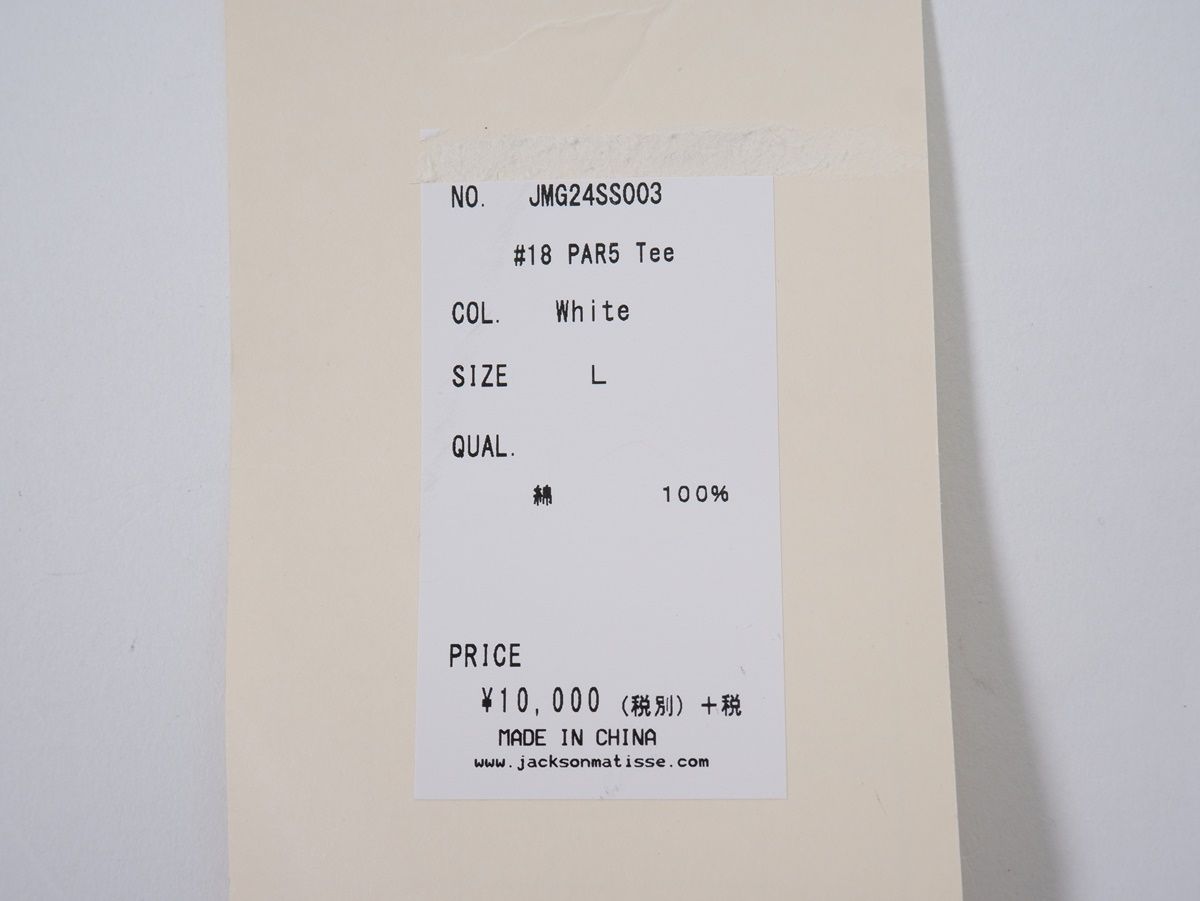 NO. JMG24SS003
#18 PAR5 Tee
COL. White
SIZE L
QUAL.
綿 100%
PRICE
¥10,000 (税別) +税
MADE IN CHINA
www.jacksonmatisse.com